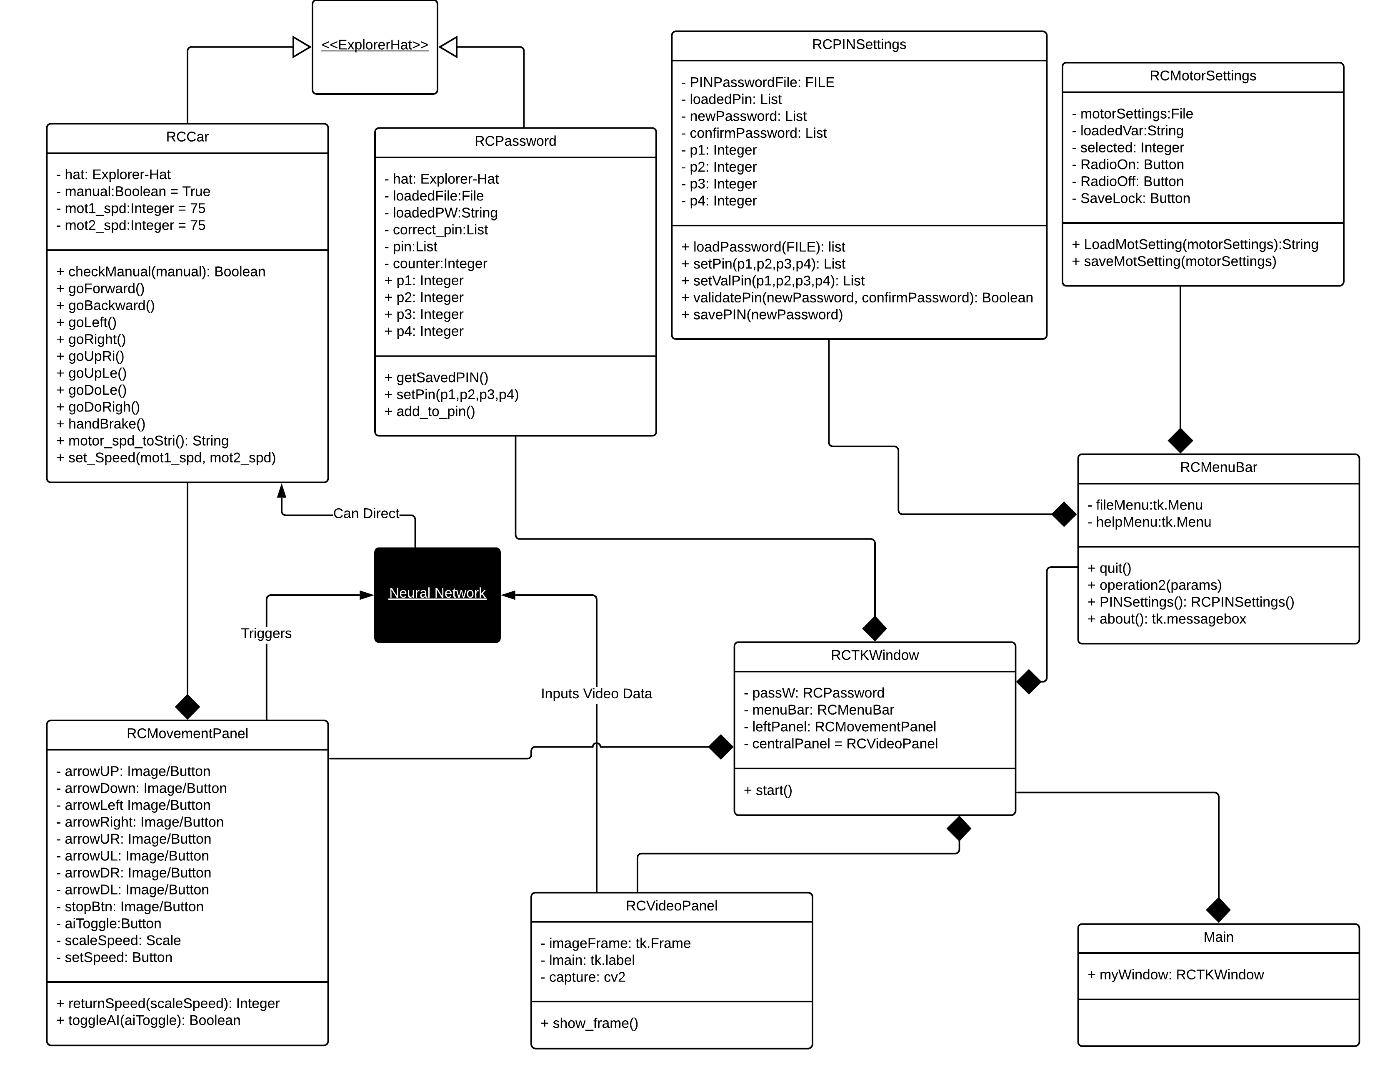 <<ExplorerHat>>
RCCar
- hat: Explorer-Hat
- manual:Boolean = True
- mot1_spd:Integer = 75
- mot2_spd:Integer = 75
+ checkManual(manual): Boolean
+ goForward()
+ goBackward()
+ goLeft()
+ goRight()
+ goUpRi()
+ goUpLe()
+ goDoLe()
+ goDoRigh()
+ handBrake()
+ motor_spd_toStri(): String
+ set_Speed(mot1_spd, mot2_spd)
RCPassword
- hat: Explorer-Hat
- loadedFile:File
- loadedPW:String
- correct_pin:List
- pin:List
- counter:Integer
+ p1: Integer
+ p2: Integer
+ p3: Integer
+ p4: Integer
+ getSavedPIN()
+ setPin(p1,p2,p3,p4)
+ add_to_pin()
RCPINSettings
- PINPasswordFile: FILE
- loadedPin: List
- newPassword: List
- confirmPassword: List
- p1: Integer
- p2: Integer
- p3: Integer
- p4: Integer
+ loadPassword(FILE): list
+ setPin(p1,p2,p3,p4): List
+ setValPin(p1,p2,p3,p4): List
+ validatePin(newPassword, confirmPassword): Boolean
+ savePIN(newPassword)
RCMotorSettings
- motorSettings:File
- loadedVar:String
- selected: Integer
- RadioOn: Button
- RadioOff: Button
- SaveLock: Button
+ LoadMotSetting(motorSettings):String
+ saveMotSetting(motorSettings)
RCMenuBar
- fileMenu:tk.Menu
- helpMenu:tk.Menu
+ quit()
+ operation2(params)
+ PINSettings(): RCPINSettings()
+ about(): tk.messagebox
Can Direct
Neural Network
Triggers
Inputs Video Data
RCTKWindow
- passW: RCPassword
- menuBar: RCMenuBar
- leftPanel: RCMovementPanel
- centralPanel = RCVideoPanel
+ start()
RCMovementPanel
- arrowUP: Image/Button
- arrowDown: Image/Button
- arrowLeft Image/Button
- arrowRight: Image/Button
- arrowUR: Image/Button
- arrowUL: Image/Button
- arrowDR: Image/Button
- arrowDL: Image/Button
- stopBtn: Image/Button
- aiToggle:Button
- scaleSpeed: Scale
- setSpeed: Button
+ returnSpeed(scaleSpeed): Integer
+ toggleAI(aiToggle): Boolean
RCVideoPanel
- imageFrame: tk.Frame
- lmain: tk.label
- capture: cv2
+ show_frame()
Main
+ myWindow: RCTKWindow